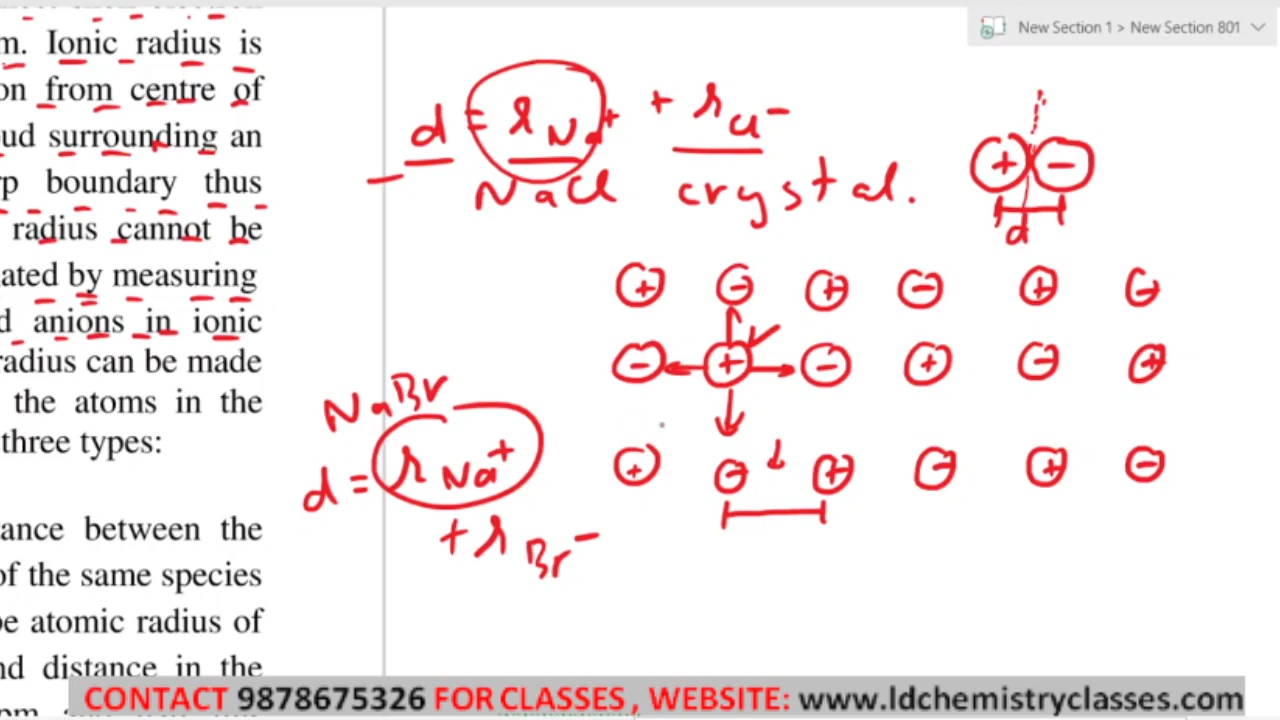 New Section 1 > New Section 801
m. Ionic radius is
on from centre of
oud surrounding an
rp boundary thus
radius cannot be
ated by measuring
d anions in ionic
radius can be made
the atoms in the
three types:
tance between the
of the same species
be atomic radius of
nd distance in the
d = rNa+ + rCl-
NaCl crystal.
+ -
d
+ - + - + -
- + - + - +
+ - + - + -
NaBr
d = rNa+
+ rBr-
CONTACT 9878675326 FOR CLASSES , WEBSITE: www.ldchemistryclasses.com